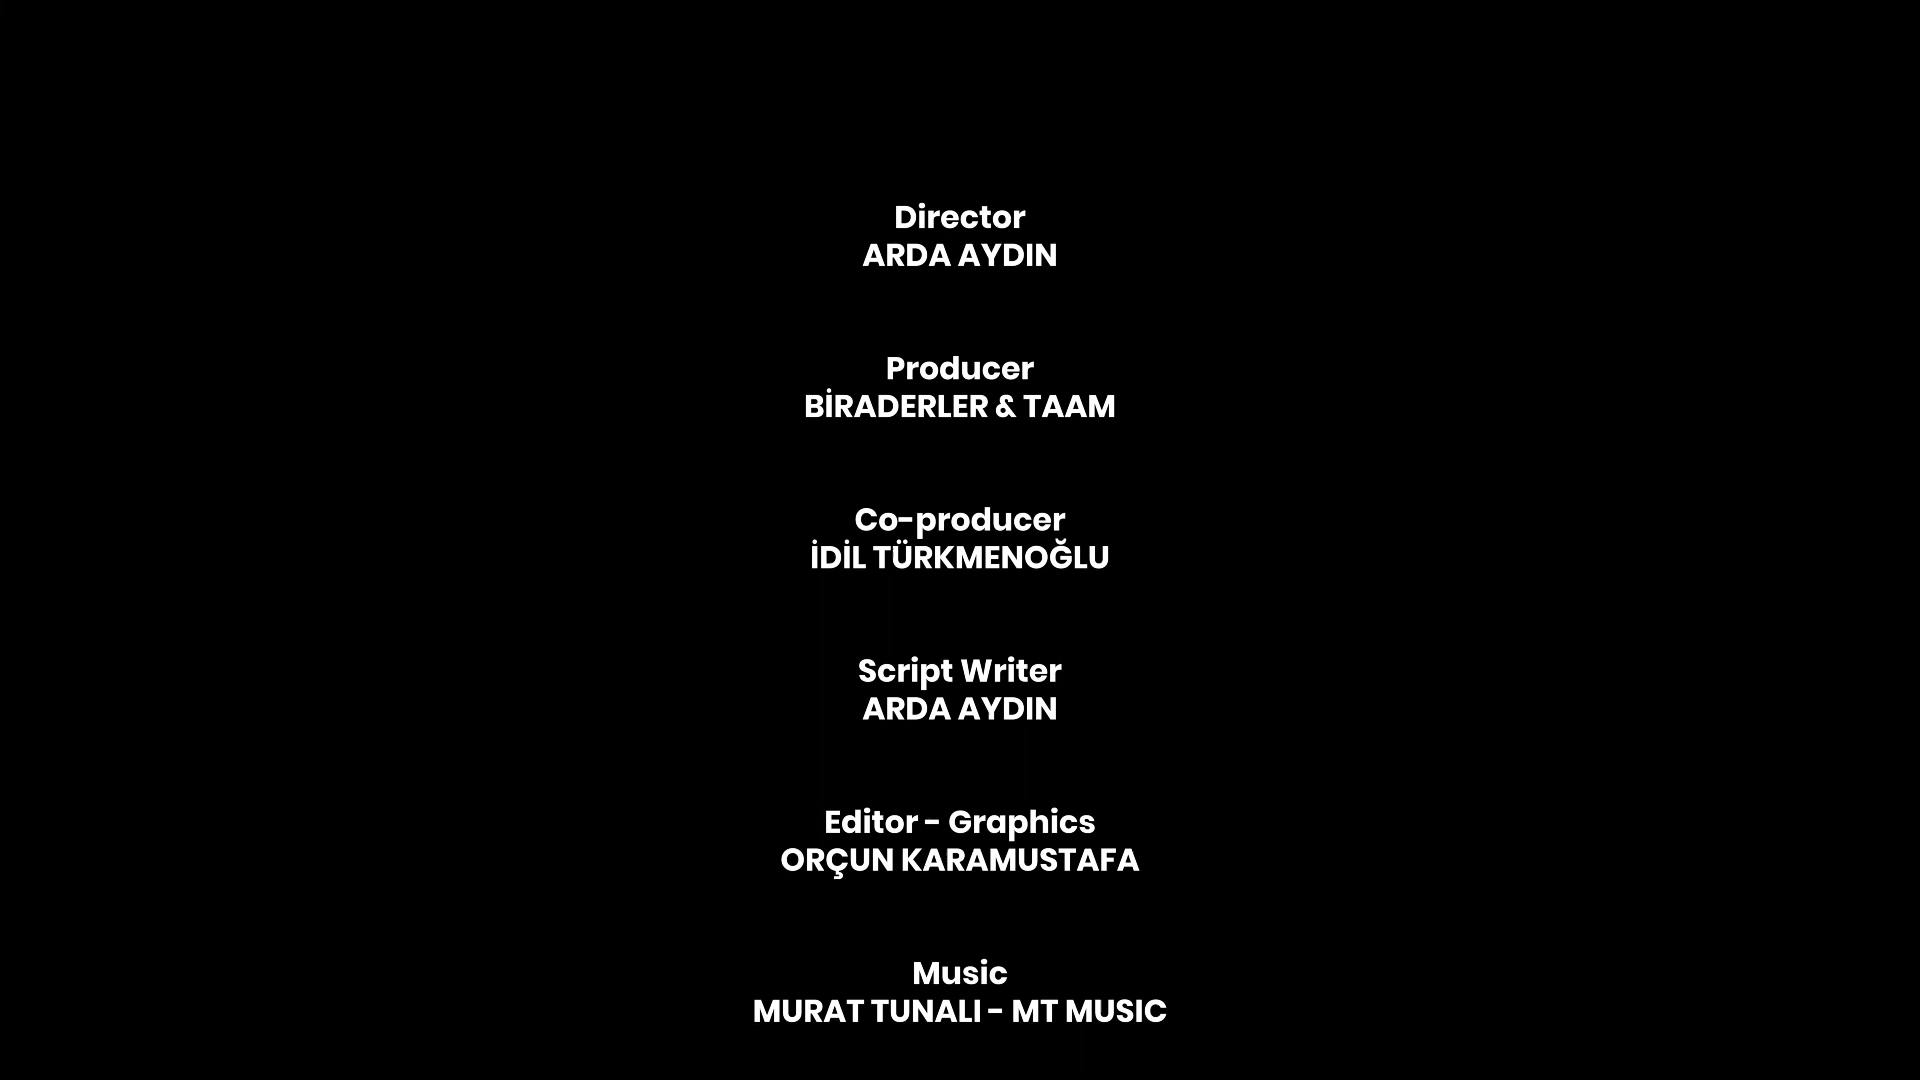 Director
ARDA AYDIN
Producer
BİRADERLER & TAAM
Co-producer
İDİL TÜRKMENOĞLU
Script Writer
ARDA AYDIN
Editor - Graphics
ORÇUN KARAMUSTAFA
Music
MURAT TUNALI - MT MUSIC